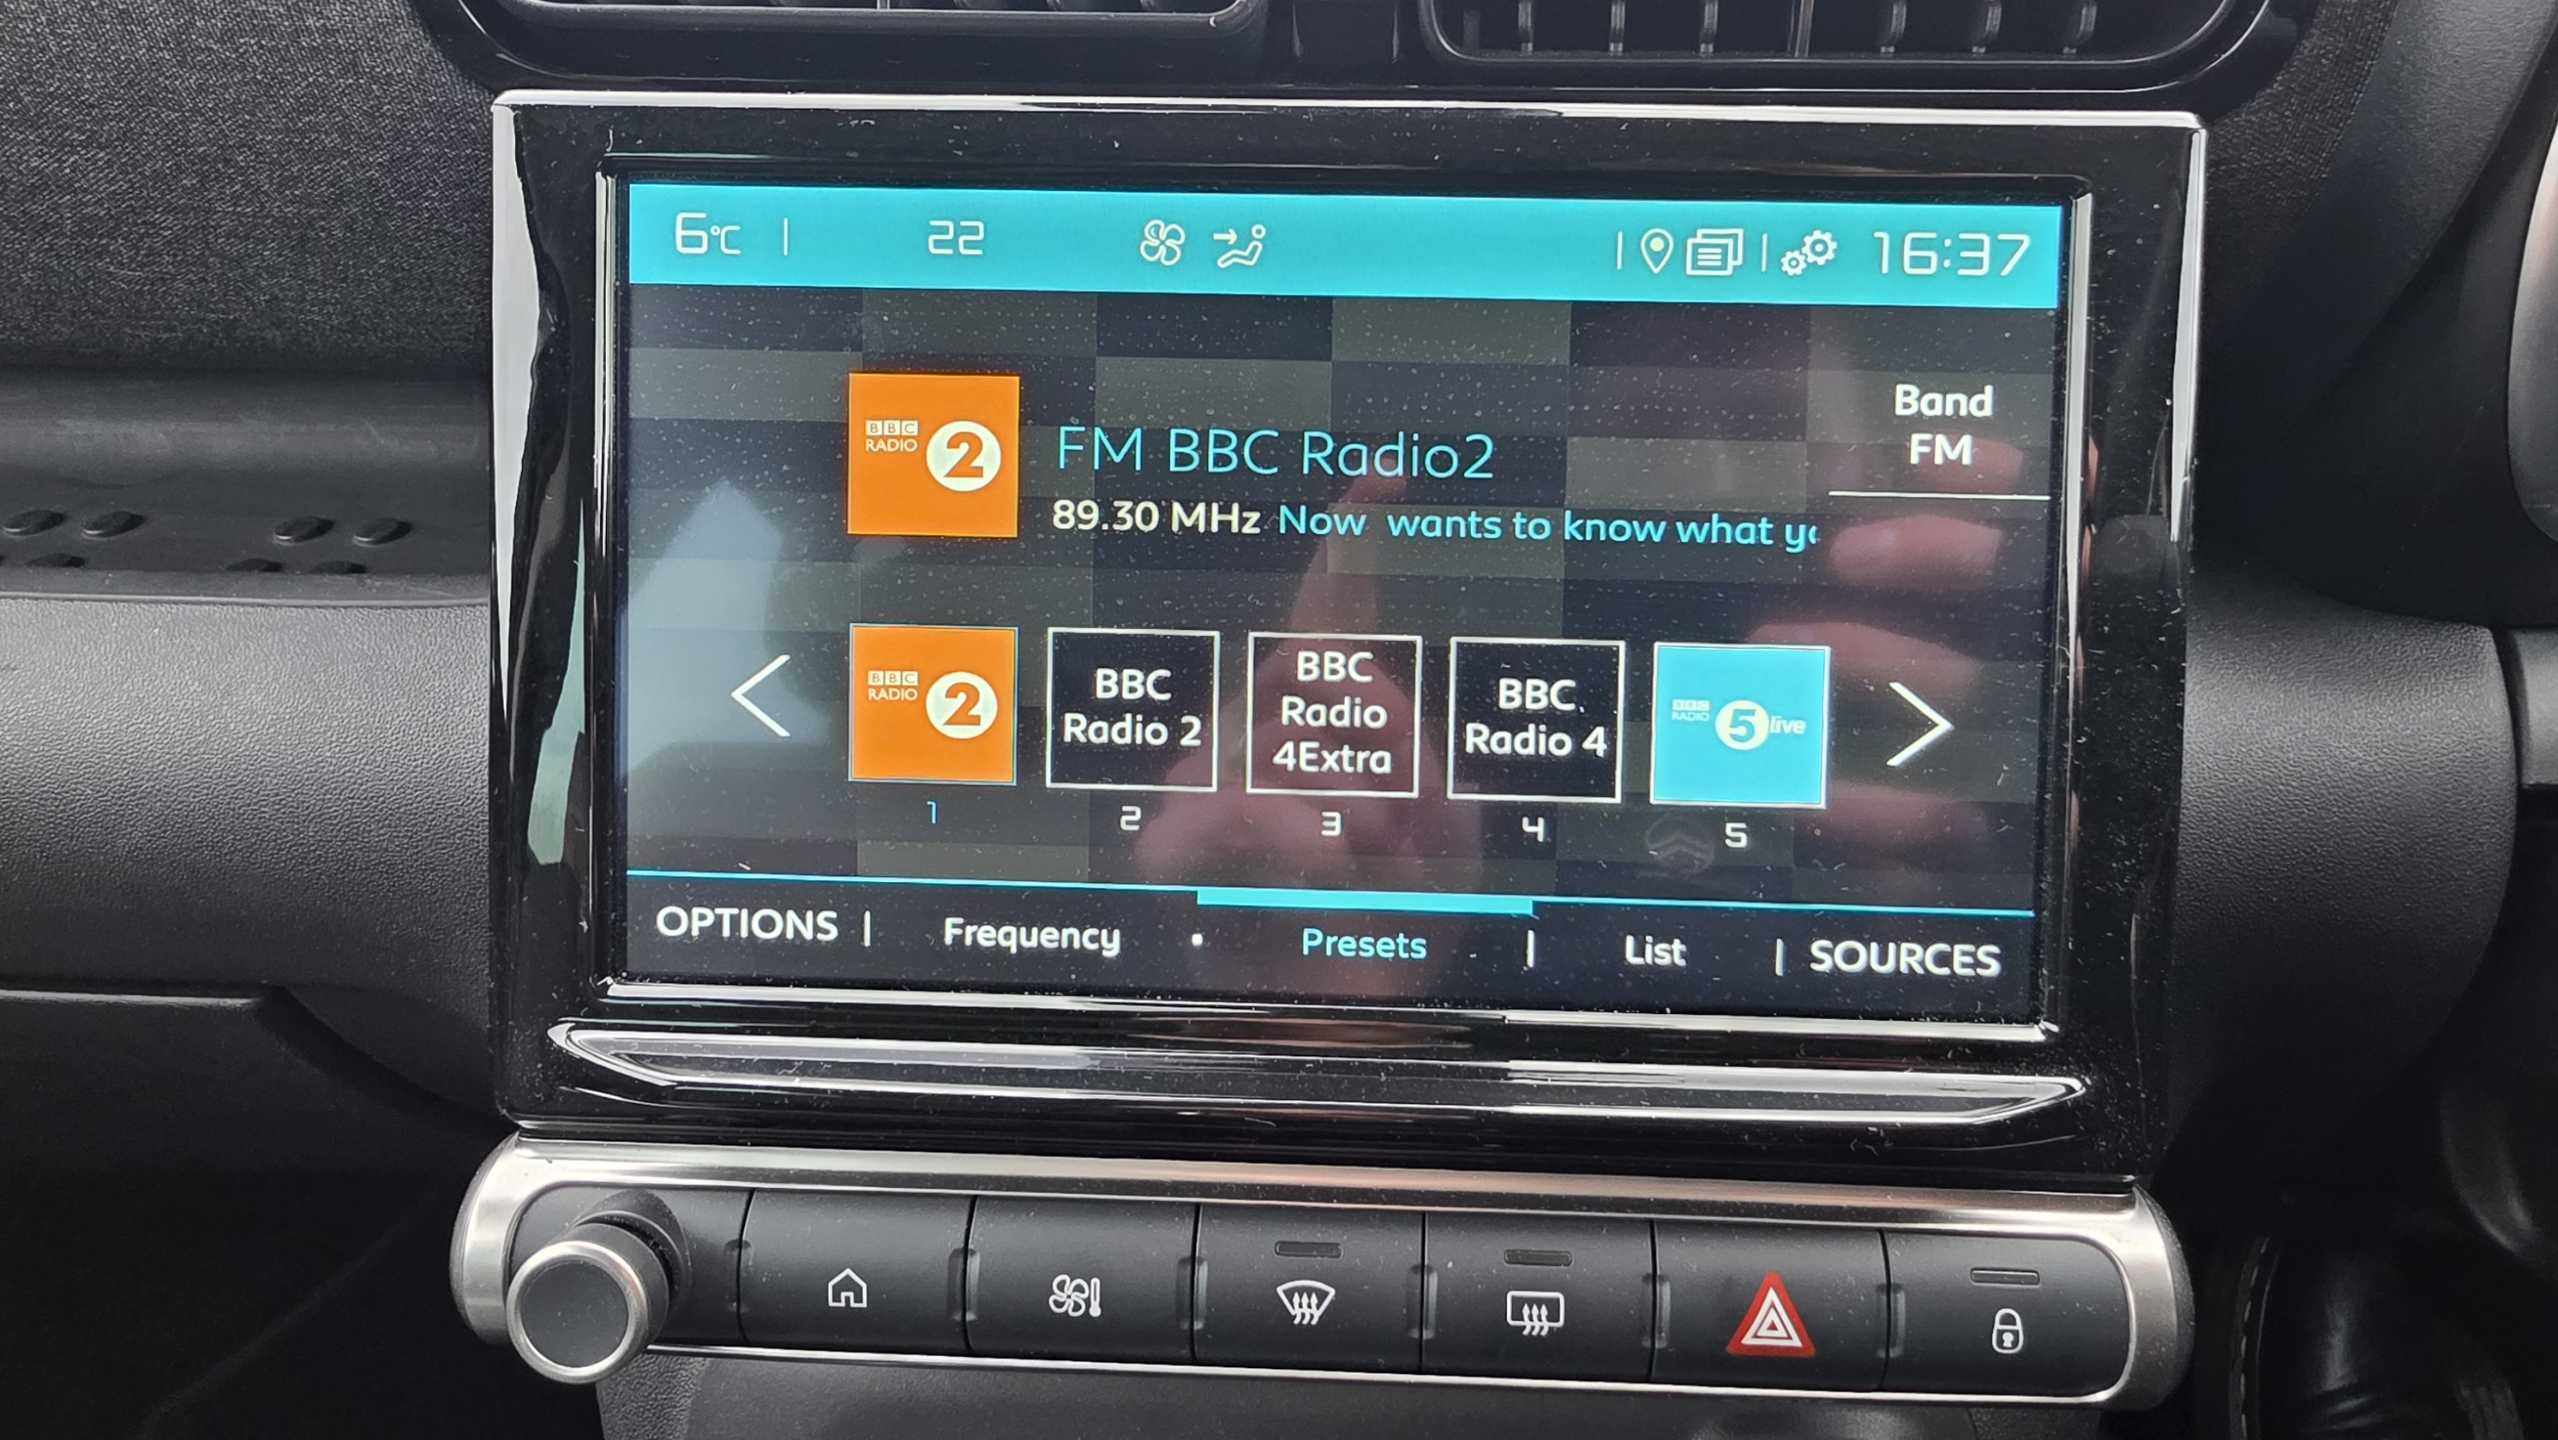 6°C | 22 | | 16:37
BBC
RADIO 2
FM BBC Radio2
89.30 MHz Now wants to know what
Band
FM
BBC
RADIO 2
BBC
Radio 2
BBC
Radio
4Extra
BBC
Radio 4
BBC
RADIO 5 live
1 2 3 4 5
OPTIONS | Frequency Presets | List | SOURCES